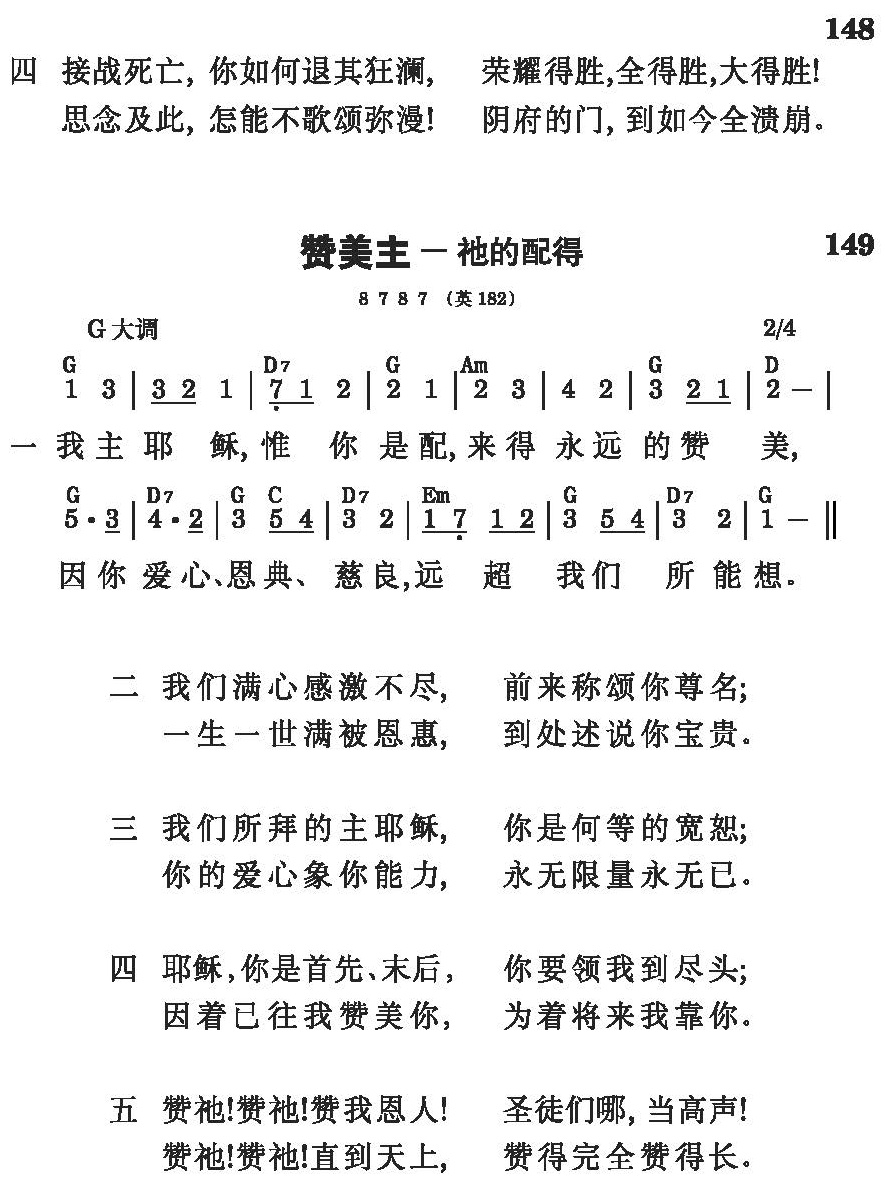 148
四 接战死亡, 你如何退其狂澜, 荣耀得胜,全得胜,大得胜!
思念及此, 怎能不歌颂弥漫! 阴府的门, 到如今全溃崩。
赞美主 — 祂的配得 149
8 7 8 7 (英 182)
G 大调 2/4
G D7 G Am G D
1 3 | 3 2 1 | 7 1 2 | 2 1 | 2 3 | 4 2 | 3 2 1 | 2 — |
一 我 主 耶 稣, 惟 你 是 配, 来 得 永 远 的 赞 美,
G D7 G C D7 Em G D7 G
5 · 3 | 4 · 2 | 3 5 4 | 3 2 | 1 7 1 2 | 3 5 4 | 3 2 | 1 — ‖
因 你 爱 心、恩 典、 慈 良, 远 超 我 们 所 能 想。
二 我们满心感激不尽, 前来称颂你尊名;
一生一世满被恩惠, 到处述说你宝贵。
三 我们所拜的主耶稣, 你是何等的宽恕;
你的爱心象你能力, 永无限量永无已。
四 耶稣,你是首先、末后, 你要领我到尽头;
因着已往我赞美你, 为着将来我靠你。
五 赞祂!赞祂!赞我恩人! 圣徒们哪, 当高声!
赞祂!赞祂!直到天上, 赞得完全赞得长。